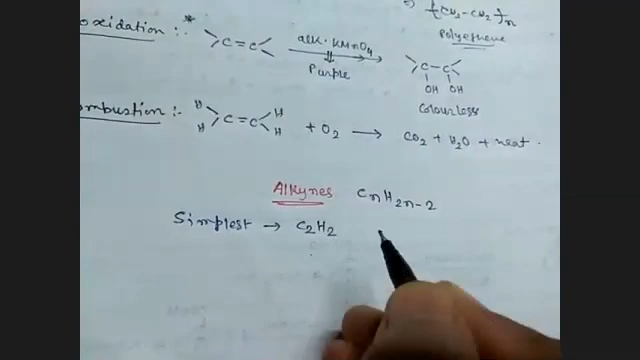 c) {CH₂-CH₂}n
Polyethene
oxidation :- * >C=C< alk. KMnO₄ Purple
>C-C<
OH OH
Colourless
ombustion :- H H C=C H H + O₂ → CO₂ + H₂O + heat.
Alkynes CnH2n-2
Simplest → C₂H₂